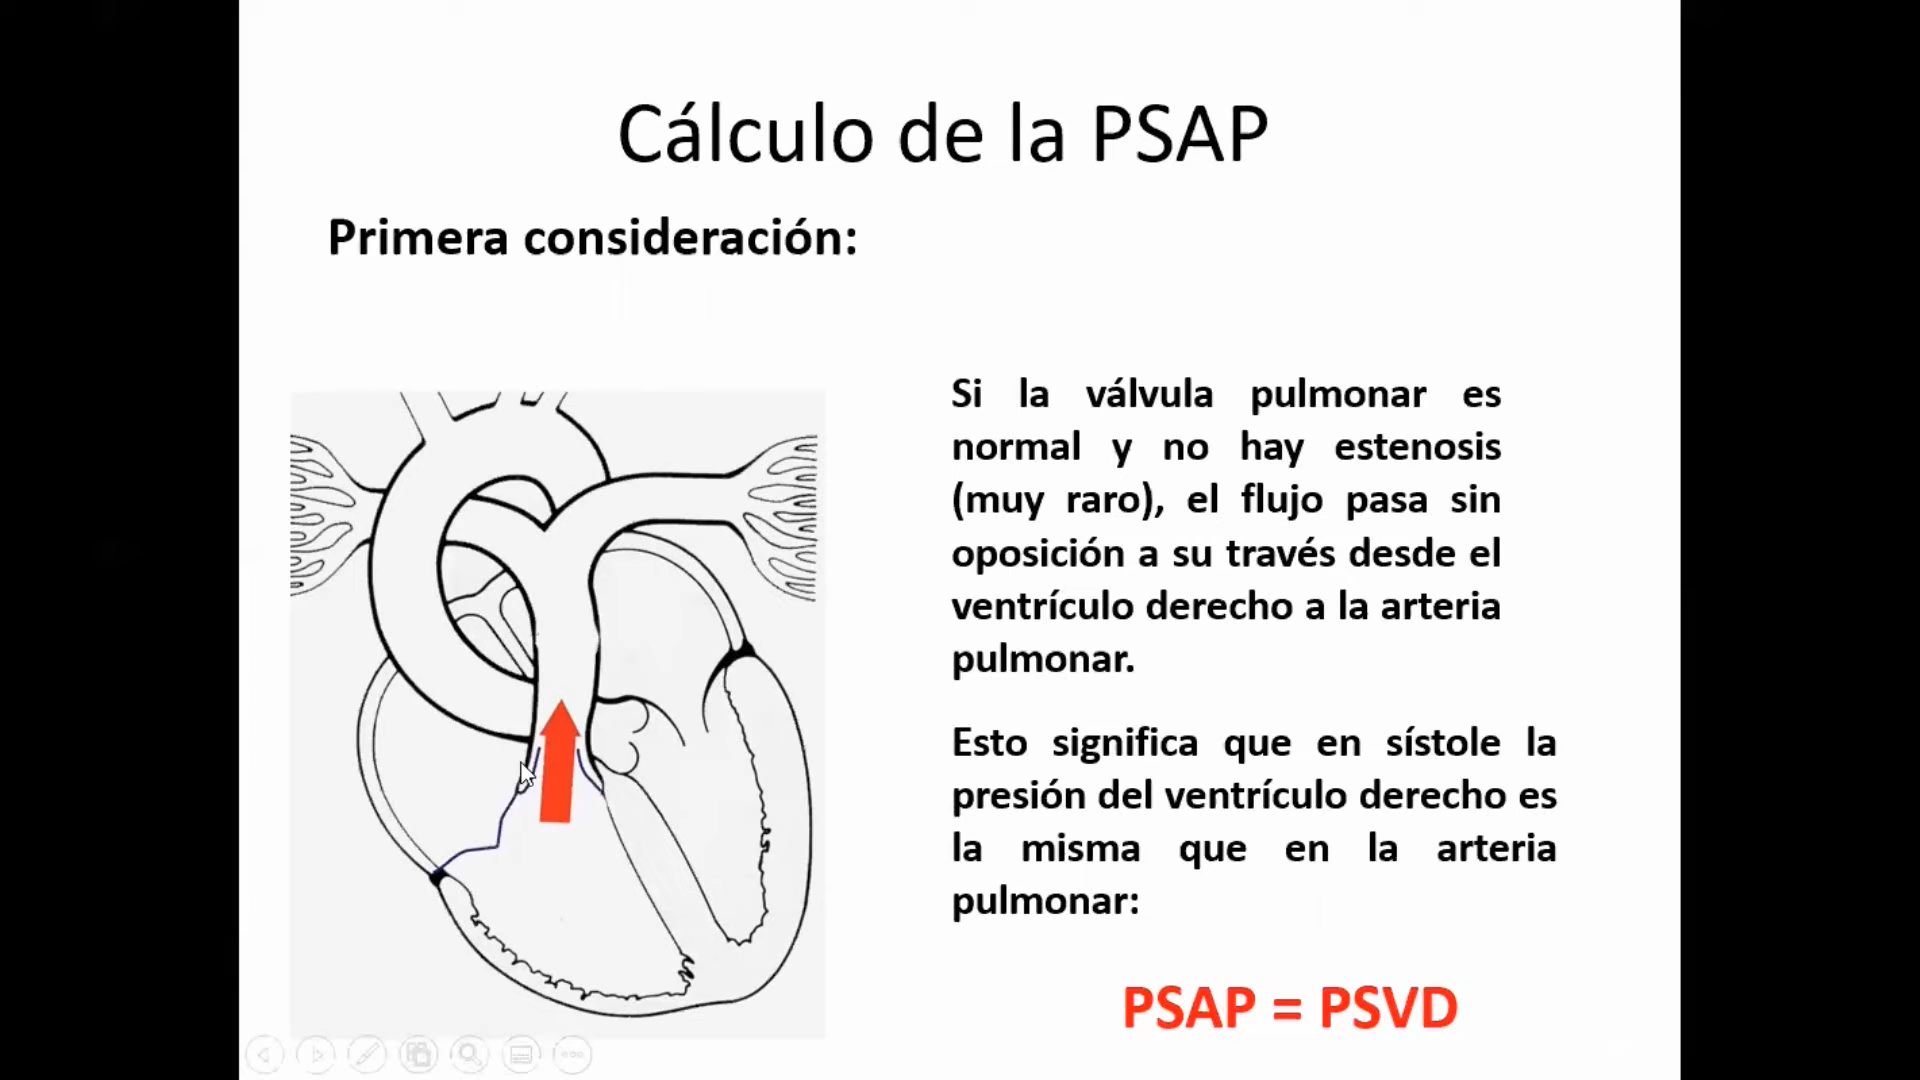 Cálculo de la PSAP
Primera consideración:
Si la válvula pulmonar es
normal y no hay estenosis
(muy raro), el flujo pasa sin
oposición a su través desde el
ventrículo derecho a la arteria
pulmonar.
Esto significa que en sístole la
presión del ventrículo derecho es
la misma que en la arteria
pulmonar:
PSAP = PSVD